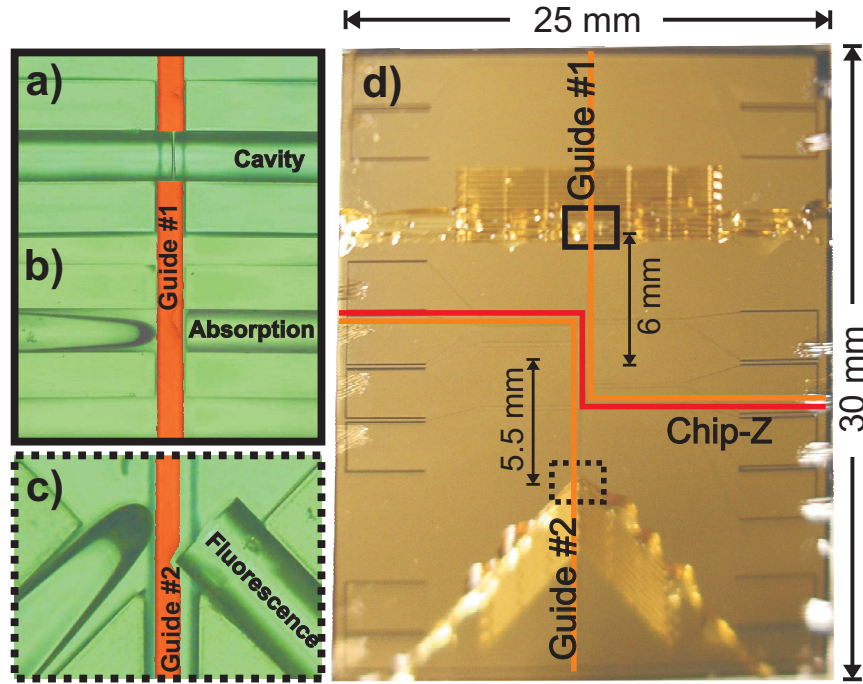 25 mm
a)
Cavity
Guide #1
b)
Absorption
c)
Fluorescence
Guide #2
d)
Guide #1
6 mm
5.5 mm
Chip-Z
Guide #2
30 mm